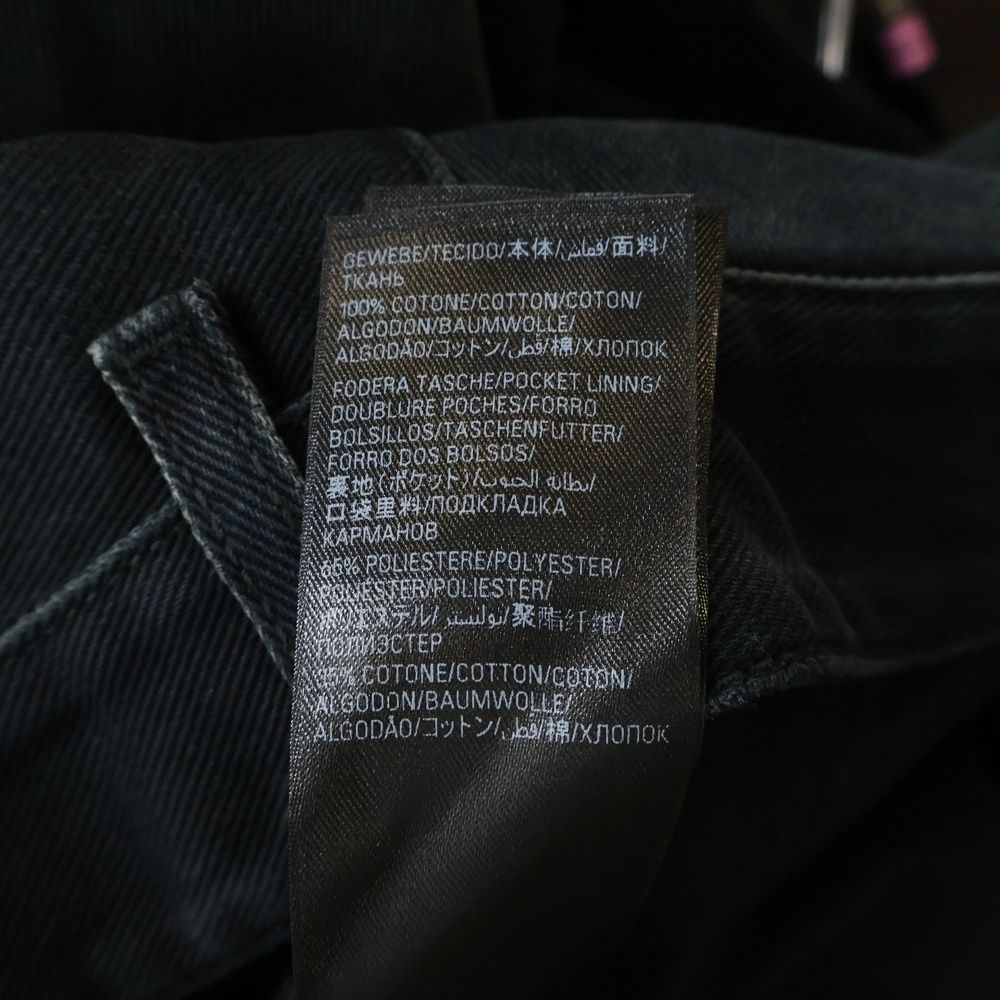 GEWEBE/TECIDO/本体/قماش/面料/
ТКАНЬ
100% COTONE/COTTON/COTON/
ALGODON/BAUMWOLLE/
ALGODÃO/コットン/قطن/棉/ХЛОПОК
FODERA TASCHE/POCKET LINING/
DOUBLURE POCHES/FORRO
BOLSILLOS/TASCHENFUTTER/
FORRO DOS BOLSOS/
裏地(ポケット)/بطانة الجيوب/
口袋里料/ПОДКЛАДКА
КАРМАНОВ
65% POLIESTERE/POLYESTER/
POLYESTER/POLIESTER/
ポリエステル/بوليستر/聚酯纤维/
ПОЛИЭСТЕР
35% COTONE/COTTON/COTON/
ALGODON/BAUMWOLLE/
ALGODÃO/コットン/قطن/棉/ХЛОПОК